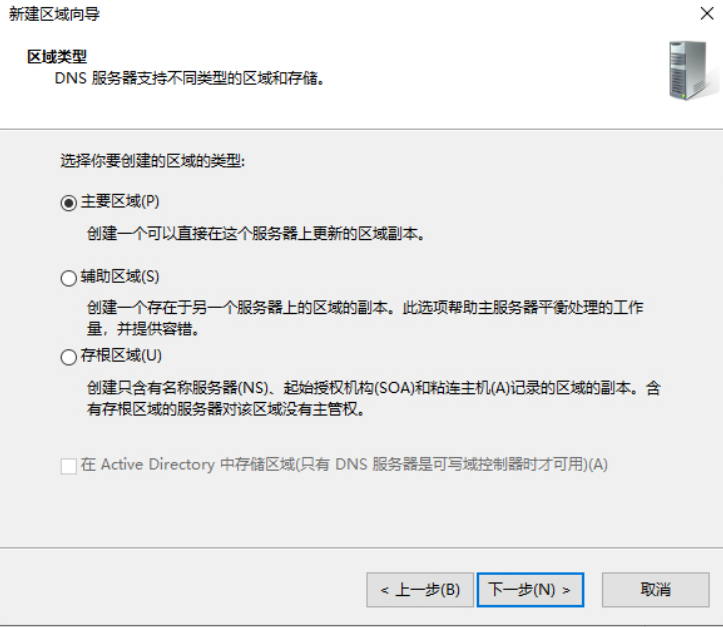 新建区域向导
区域类型
DNS 服务器支持不同类型的区域和存储。
选择你要创建的区域的类型:
主要区域(P)
创建一个可以直接在这个服务器上更新的区域副本。
辅助区域(S)
创建一个存在于另一个服务器上的区域的副本。此选项帮助主服务器平衡处理的工作
量，并提供容错。
存根区域(U)
创建只含有名称服务器(NS)、起始授权机构(SOA)和粘连主机(A)记录的区域的副本。含
有存根区域的服务器对该区域没有主管权。
在 Active Directory 中存储区域(只有 DNS 服务器是可写域控制器时才可用)(A)
< 上一步(B) 下一步(N) > 取消